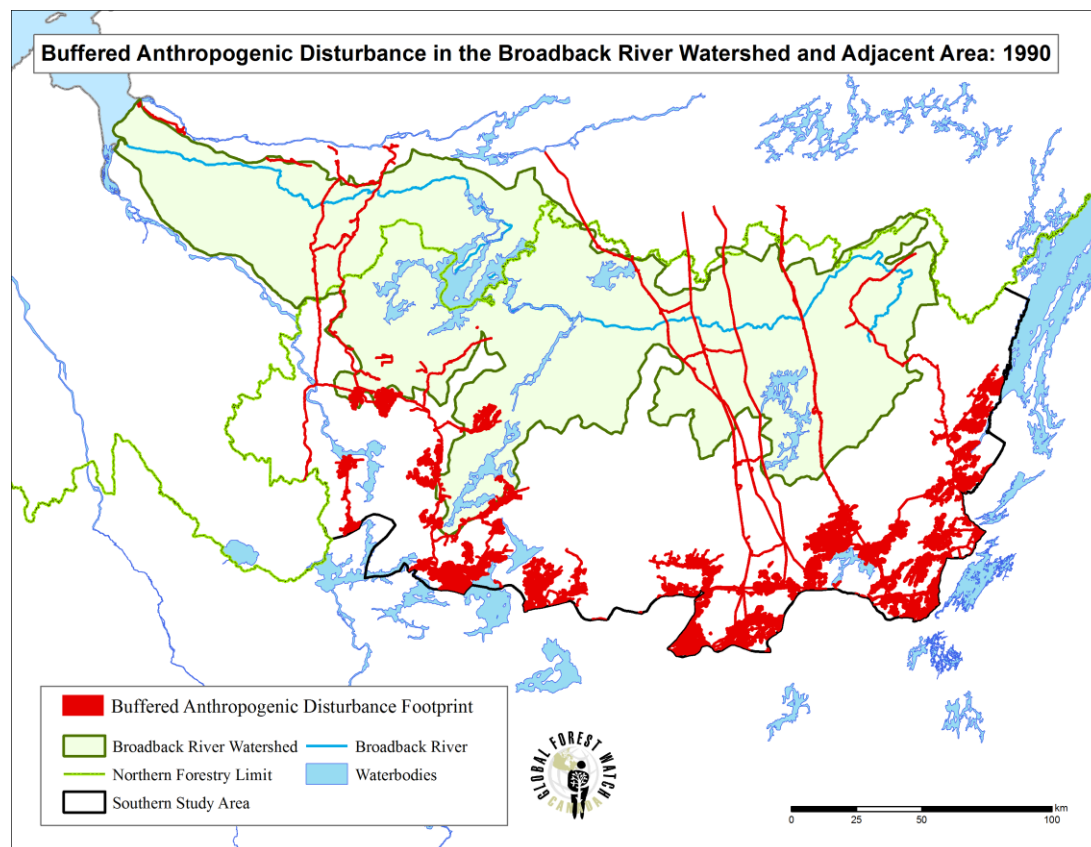 Buffered Anthropogenic Disturbance in the Broadback River Watershed and Adjacent Area: 1990
Buffered Anthropogenic Disturbance Footprint
Broadback River Watershed
Broadback River
Northern Forestry Limit
Waterbodies
Southern Study Area
GLOBAL FOREST WATCH
CANADA
km
0 25 50 100